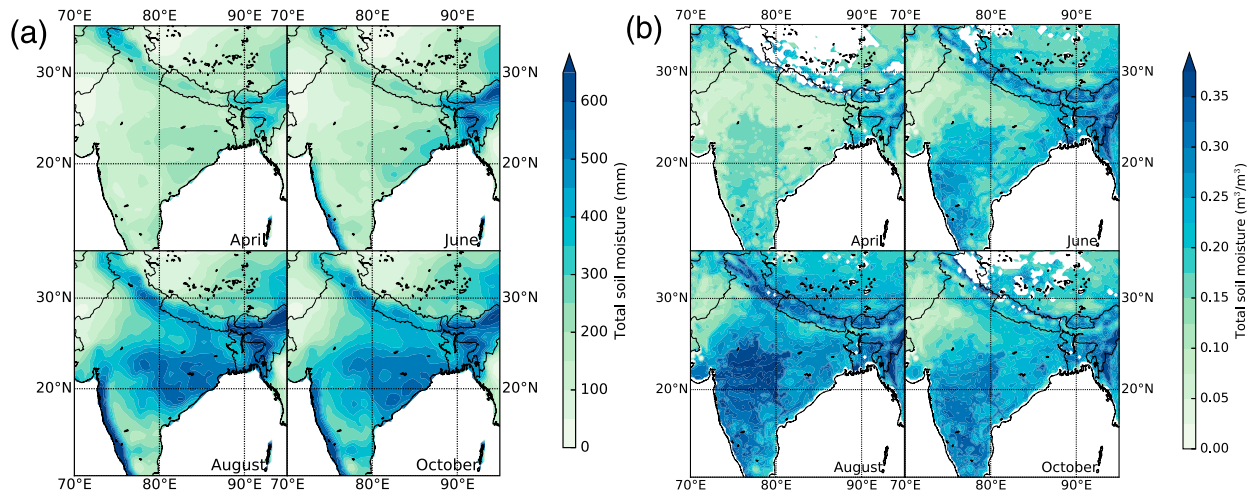 (a)
70°E 80°E 90°E 70°E 80°E 90°E
30°N 30°N
20°N 20°N
April June
30°N 30°N
20°N 20°N
August October
70°E 80°E 90°E 70°E 80°E 90°E
600
500
400
300
200
100
0
Total soil moisture (mm)
(b)
70°E 80°E 90°E 70°E 80°E 90°E
30°N 30°N
20°N 20°N
April June
30°N 30°N
20°N 20°N
August October
70°E 80°E 90°E 70°E 80°E 90°E
0.35
0.30
0.25
0.20
0.15
0.10
0.05
0.00
Total soil moisture (m³/m³)